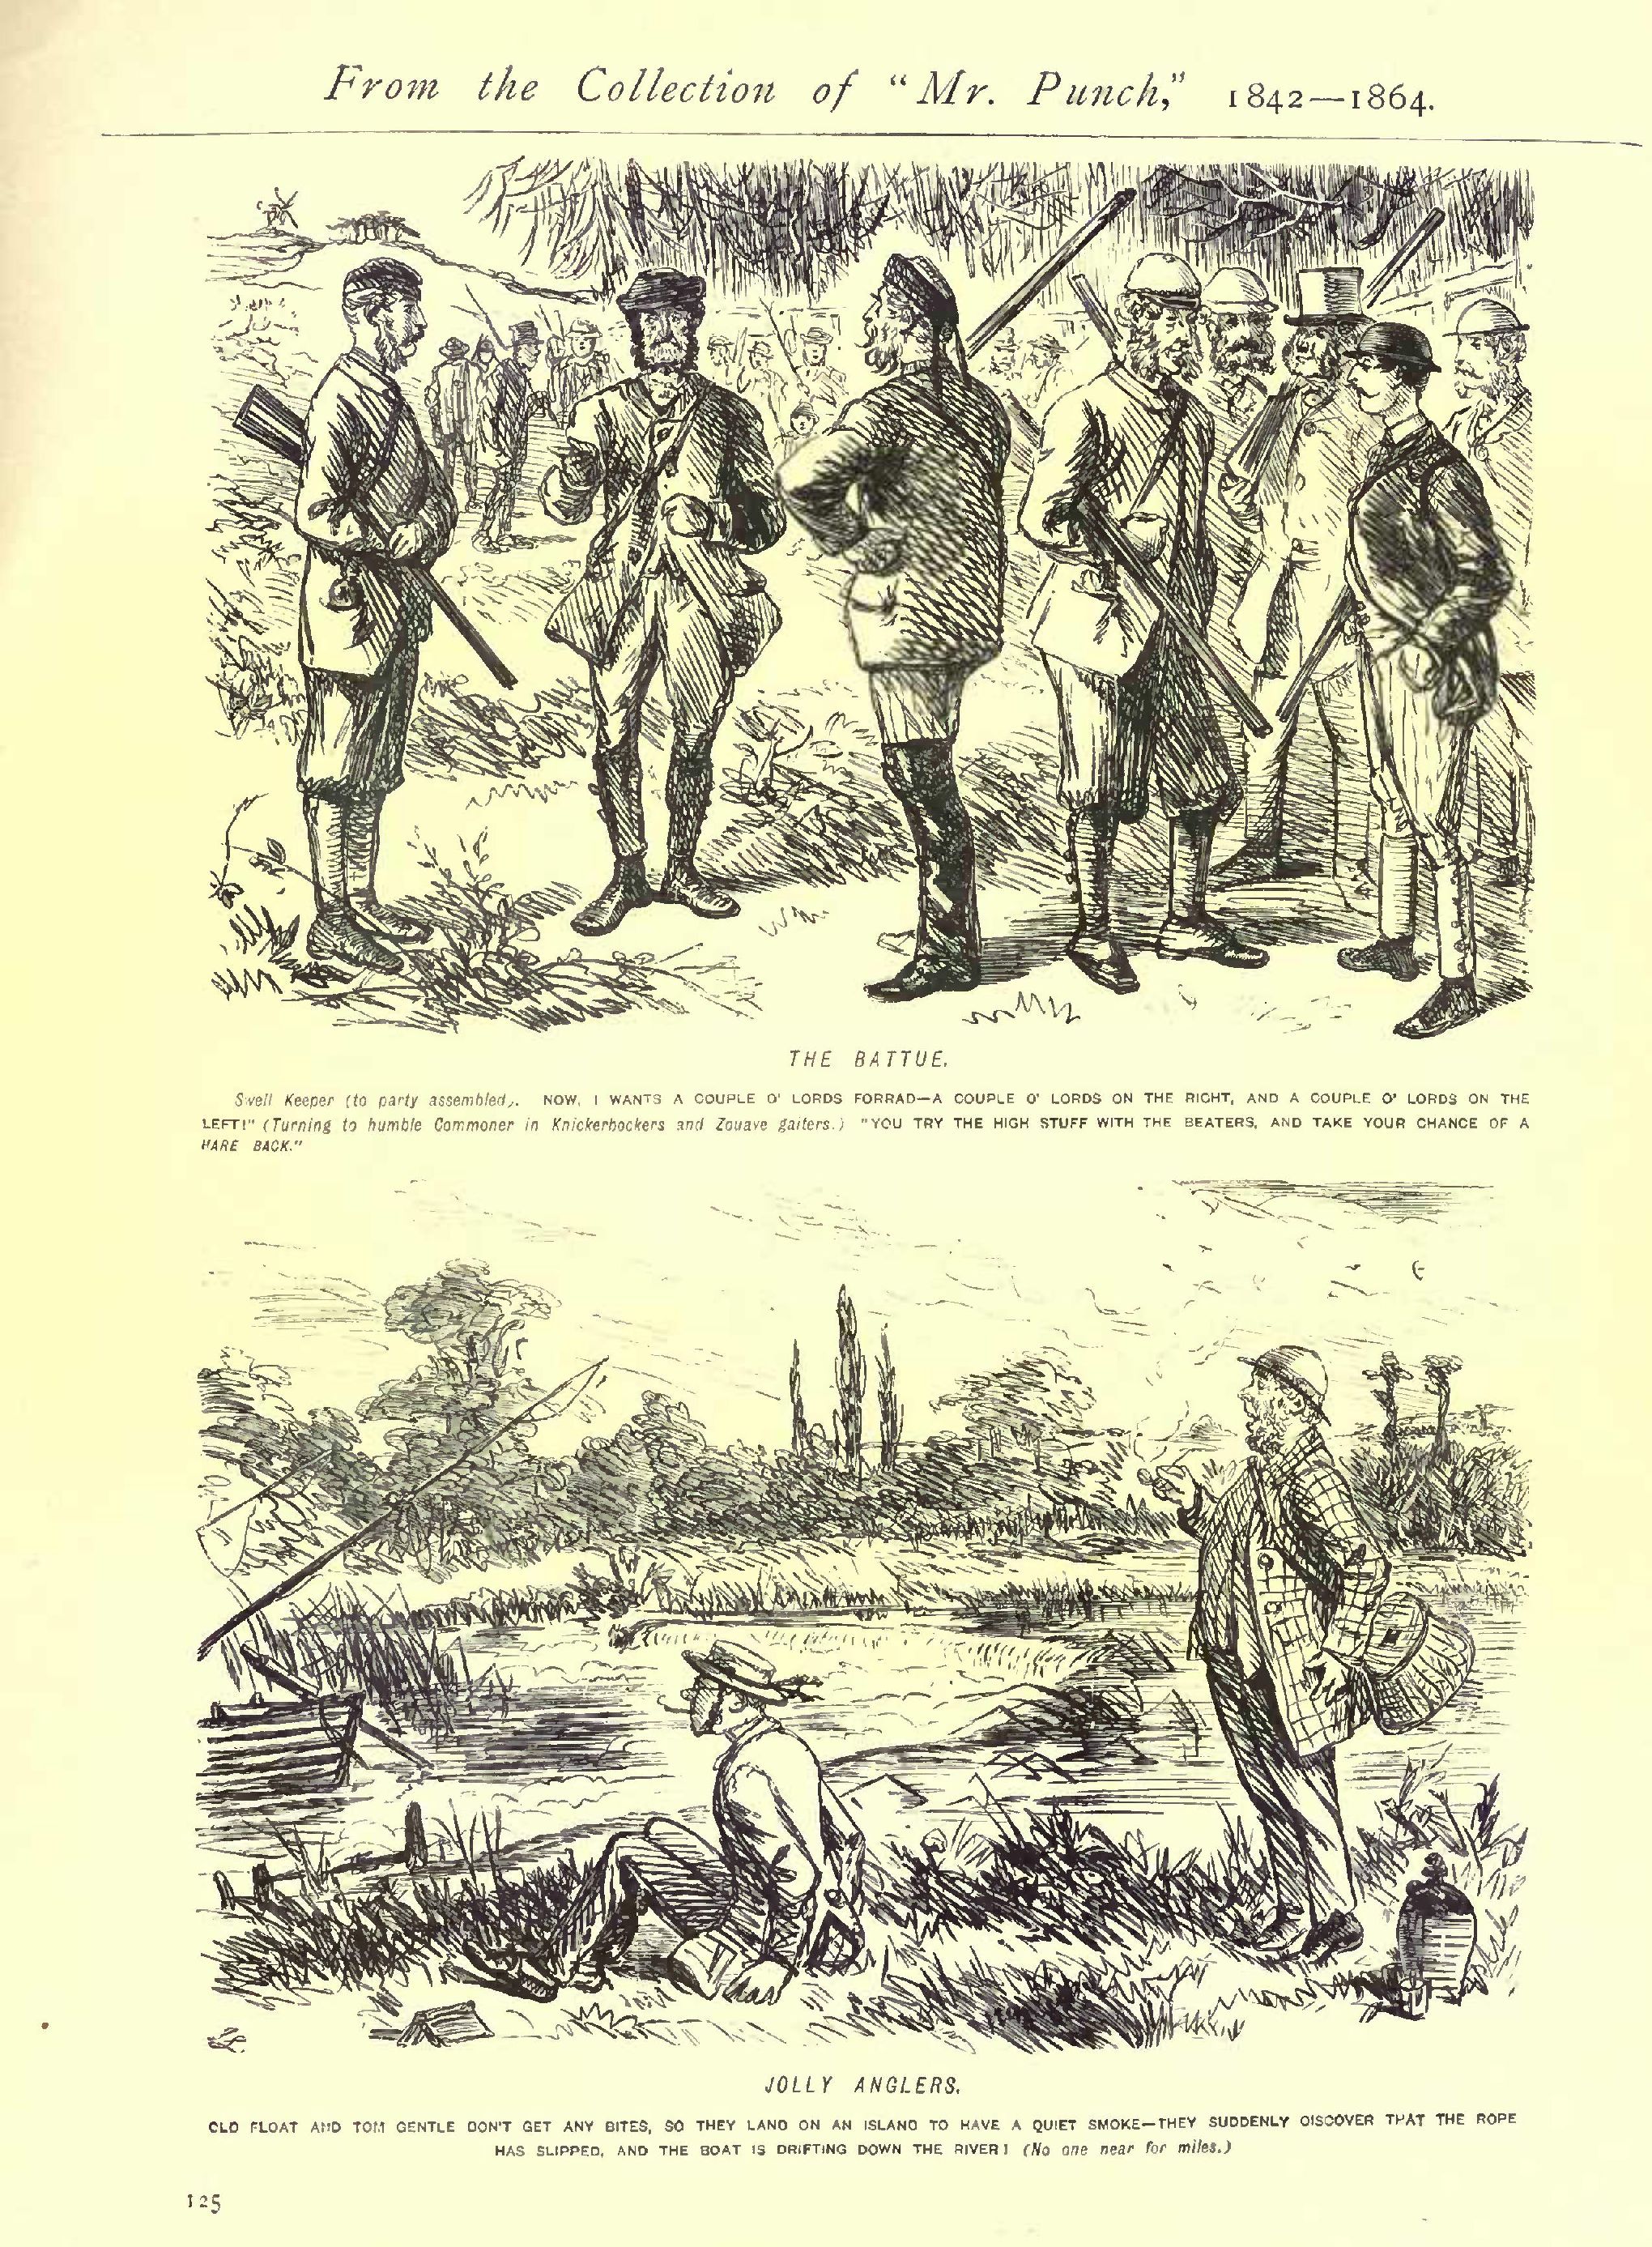 From the Collection of “Mr. Punch,” 1842—1864.
THE BATTUE.
Swell Keeper (to party assembled). NOW, I WANTS A COUPLE O' LORDS FORRAD—A COUPLE O' LORDS ON THE RIGHT, AND A COUPLE O' LORDS ON THE
LEFT!" (Turning to humble Commoner in Knickerbockers and Zouave gaiters.) "YOU TRY THE HIGH STUFF WITH THE BEATERS, AND TAKE YOUR CHANCE OF A
HARE BACK."
JOLLY ANGLERS.
OLD FLOAT AND TOM GENTLE DON'T GET ANY BITES, SO THEY LAND ON AN ISLAND TO HAVE A QUIET SMOKE—THEY SUDDENLY DISCOVER THAT THE ROPE
HAS SLIPPED, AND THE BOAT IS DRIFTING DOWN THE RIVER! (No one near for miles.)
125